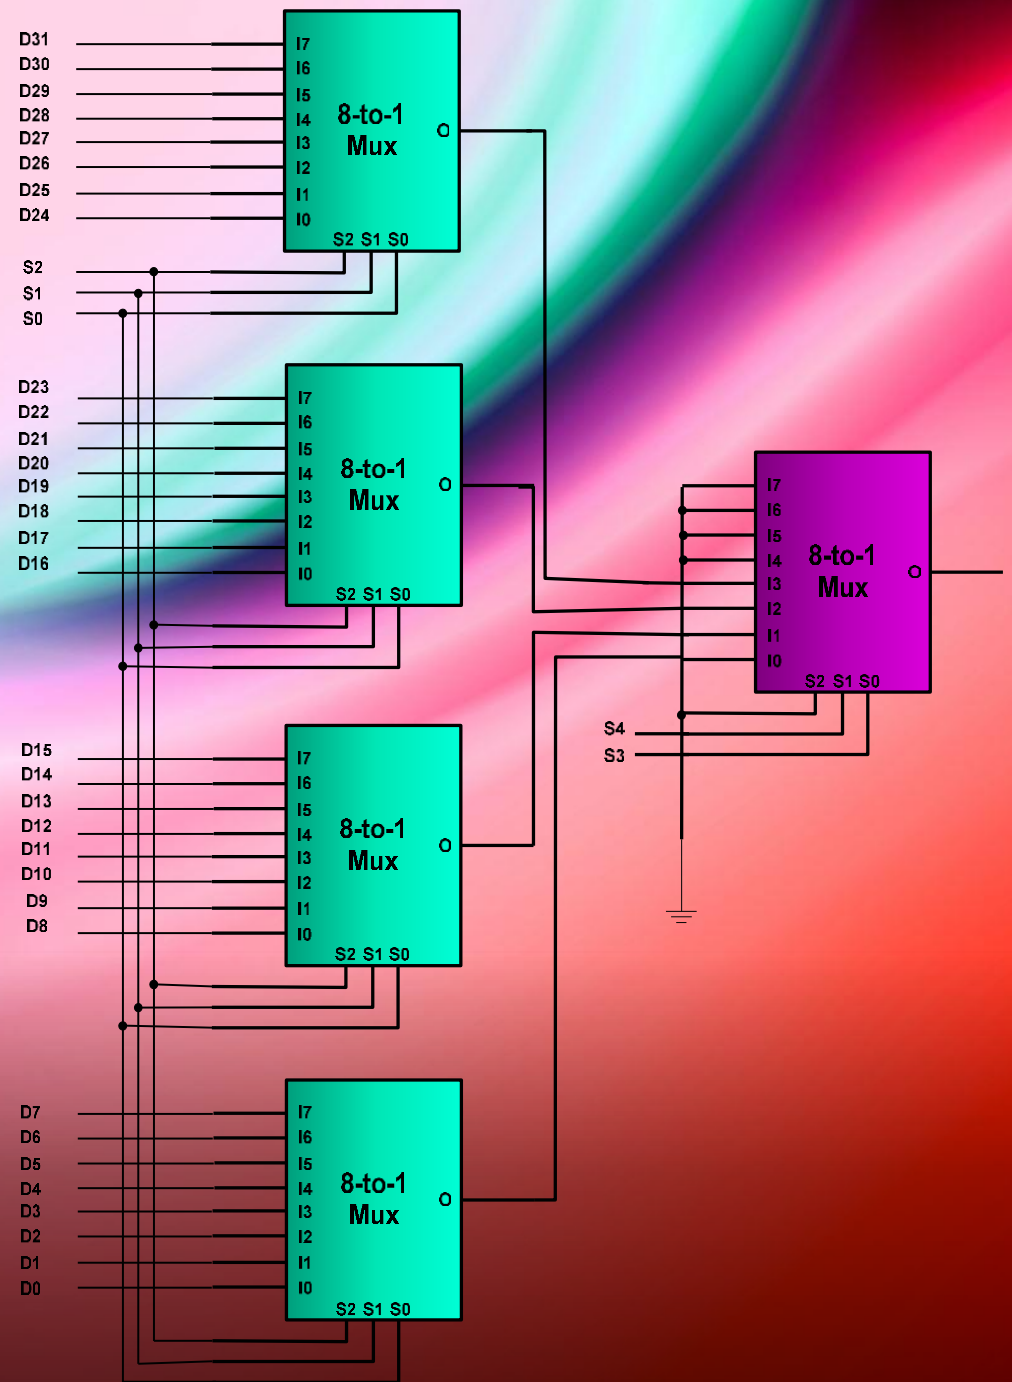 D31
D30
D29
D28
D27
D26
D25
D24
I7
I6
I5
I4
I3
I2
I1
I0
8-to-1
Mux
O
S2 S1 S0
S2
S1
S0
D23
D22
D21
D20
D19
D18
D17
D16
I7
I6
I5
I4
I3
I2
I1
I0
8-to-1
Mux
O
S2 S1 S0
I7
I6
I5
I4
I3
I2
I1
I0
8-to-1
Mux
O
S2 S1 S0
S4
S3
D15
D14
D13
D12
D11
D10
D9
D8
I7
I6
I5
I4
I3
I2
I1
I0
8-to-1
Mux
O
S2 S1 S0
D7
D6
D5
D4
D3
D2
D1
D0
I7
I6
I5
I4
I3
I2
I1
I0
8-to-1
Mux
O
S2 S1 S0